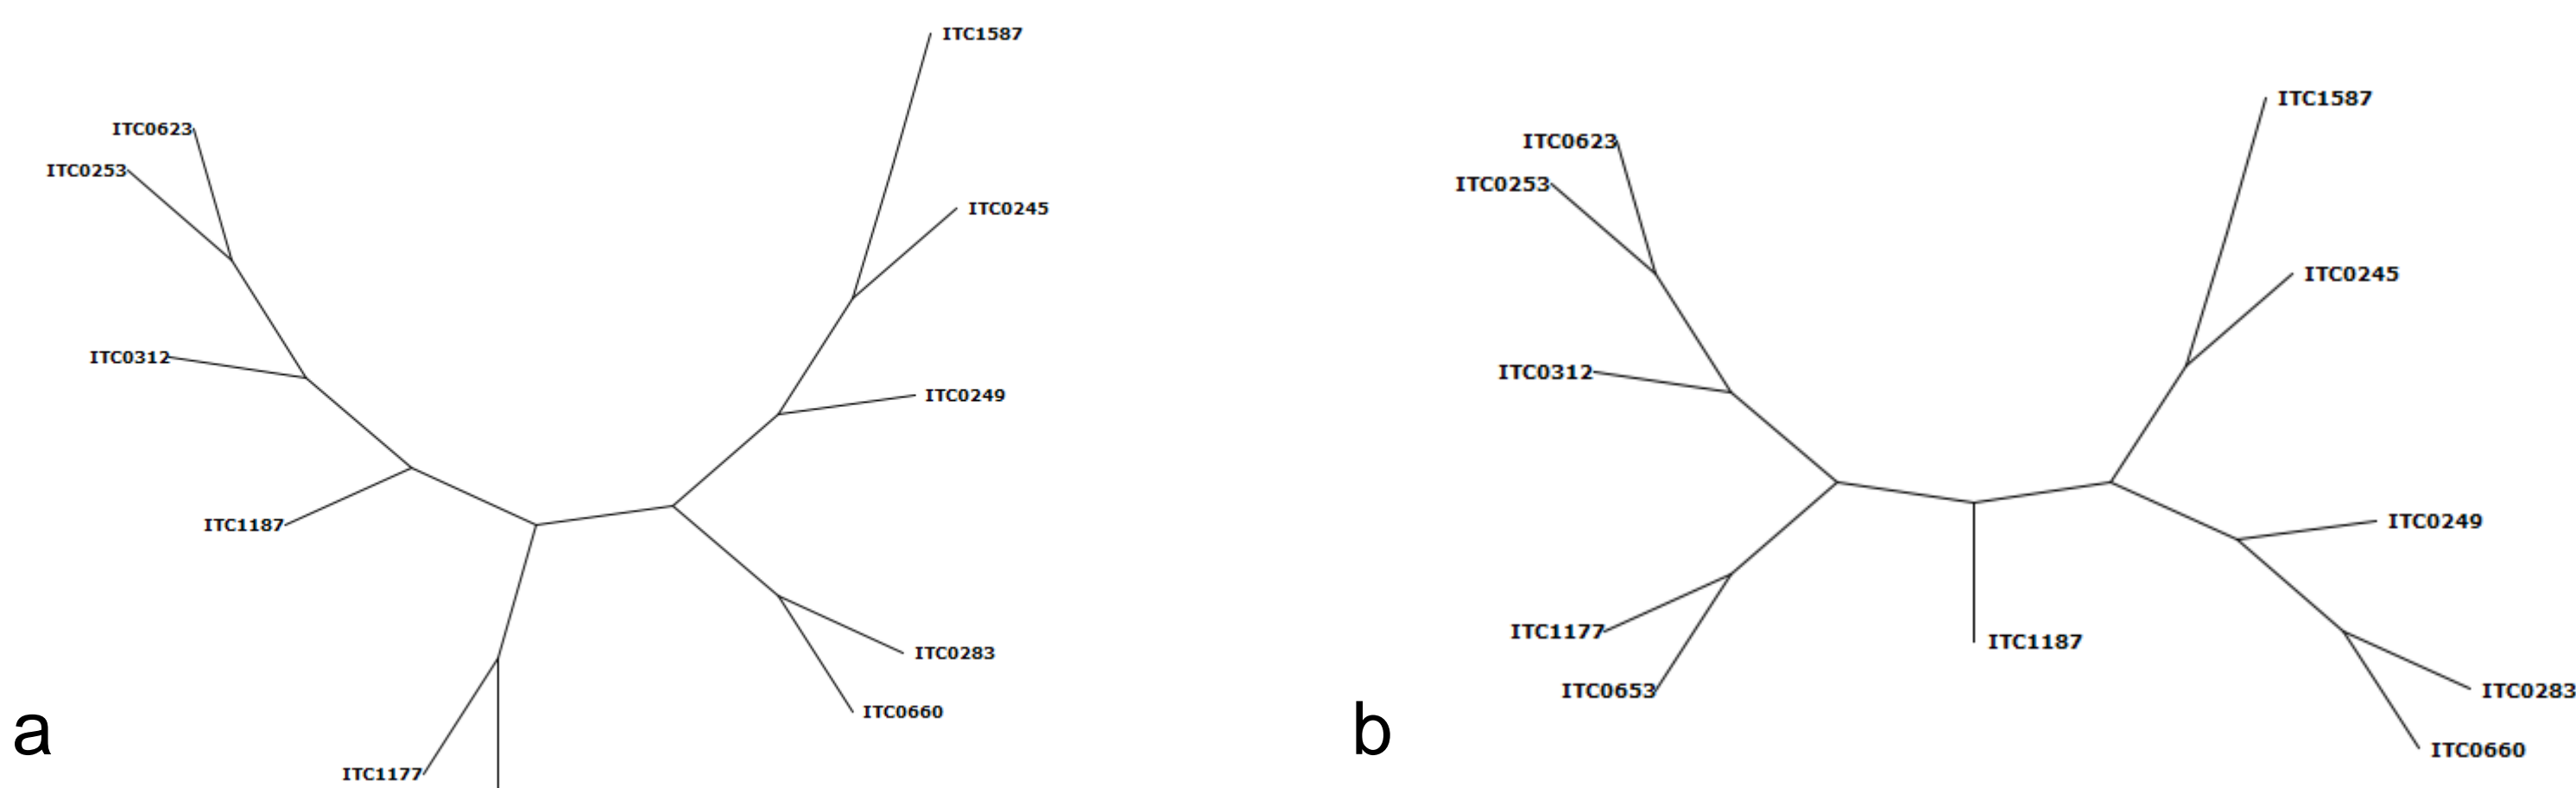 ITC1587
ITC0623
ITC0253
ITC0245
ITC0312
ITC0249
ITC1187
ITC0283
ITC0660
ITC1177
a
ITC1587
ITC0623
ITC0253
ITC0245
ITC0312
ITC0249
ITC1177
ITC1187
ITC0653
ITC0283
ITC0660
b